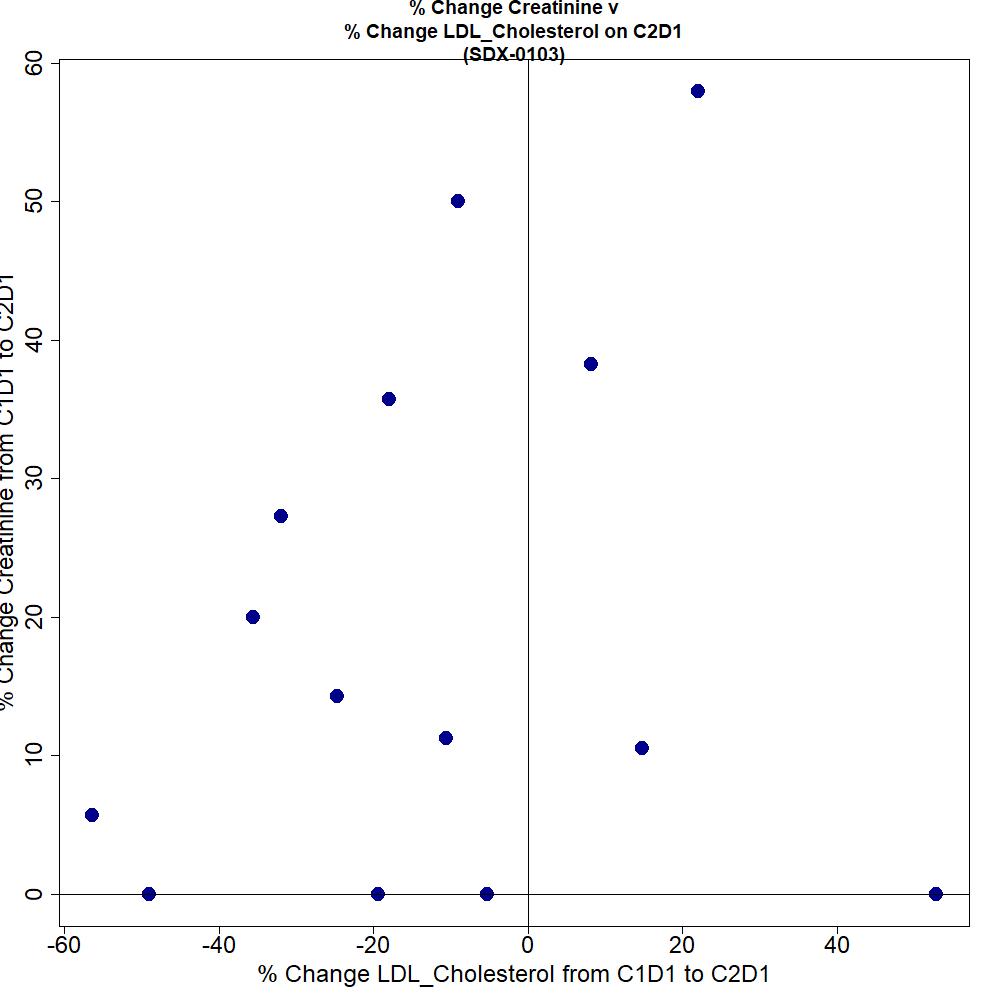 % Change Creatinine v
% Change LDL_Cholesterol on C2D1
(SDX-0103)
% Change Creatinine from C1D1 to C2D1
60
50
40
30
20
10
0
-60
-40
-20
0
20
40
% Change LDL_Cholesterol from C1D1 to C2D1